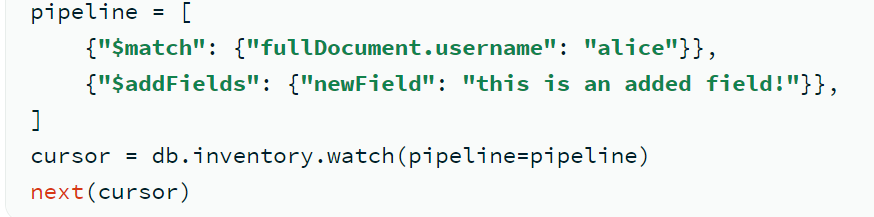 pipeline = [
    {"$match": {"fullDocument.username": "alice"}},
    {"$addFields": {"newField": "this is an added field!"}},
]
cursor = db.inventory.watch(pipeline=pipeline)
next(cursor)